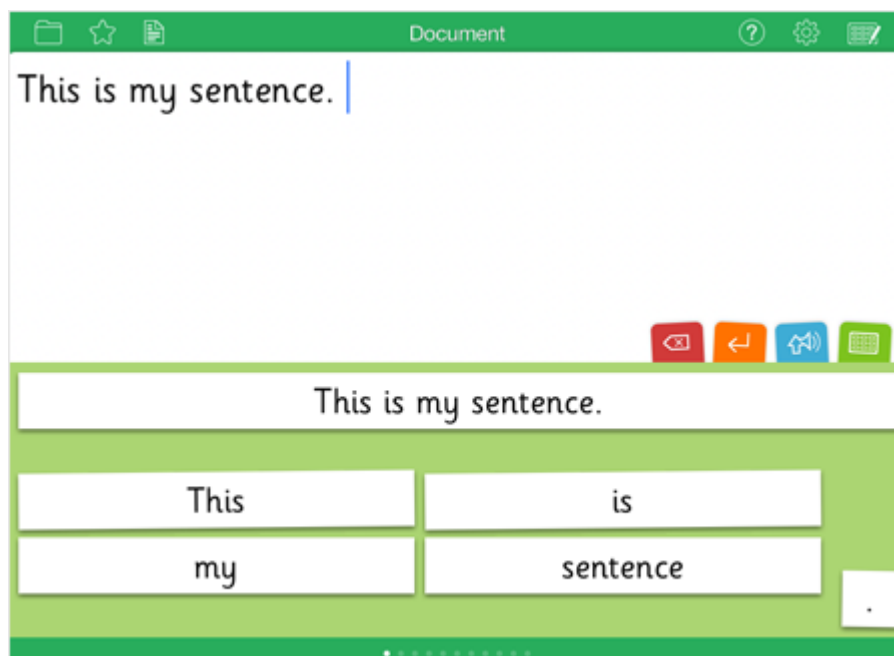 Document
This is my sentence.
This is my sentence.
This
is
my
sentence
.